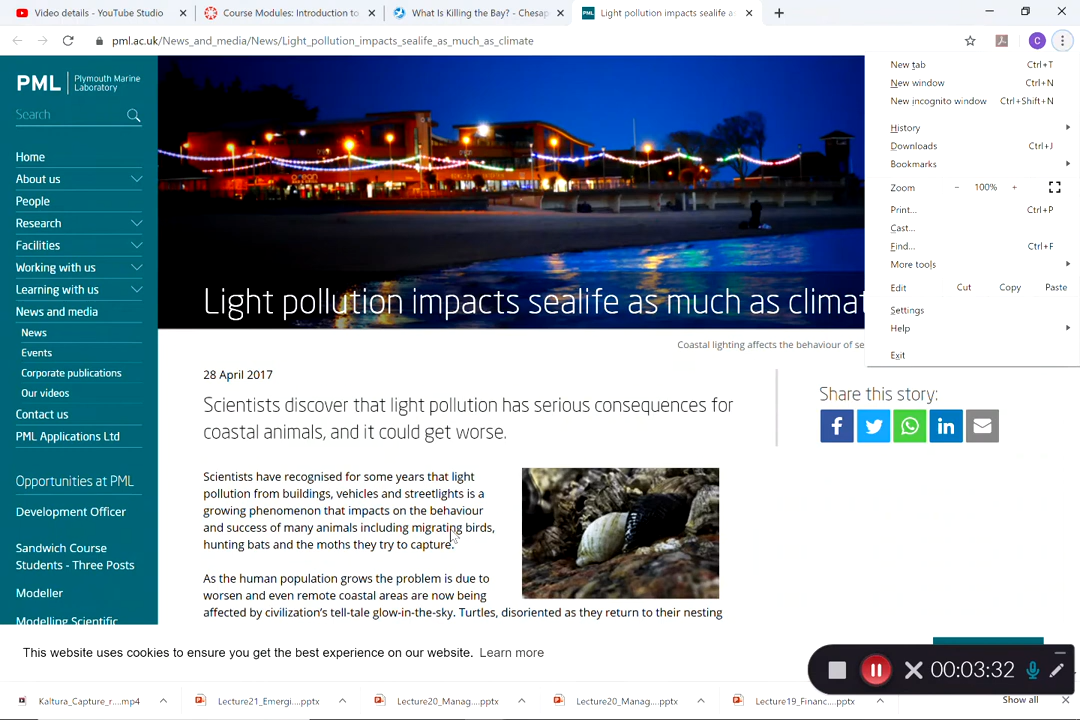 Video details - YouTube Studio
Course Modules: Introduction to
What Is Killing the Bay? - Chesap
PML Light pollution impacts sealife a
pml.ac.uk/News_and_media/News/Light_pollution_impacts_sealife_as_much_as_climate
C
PML Plymouth Marine
Laboratory
Search
Home
About us
People
Research
Facilities
Working with us
Learning with us
News and media
News
Events
Corporate publications
Our videos
Contact us
PML Applications Ltd
Opportunities at PML
Development Officer
Sandwich Course
Students - Three Posts
Modeller
Modelling Scientific
Light pollution impacts sealife as much as climat
Coastal lighting affects the behaviour of se
28 April 2017
Scientists discover that light pollution has serious consequences for
coastal animals, and it could get worse.
Scientists have recognised for some years that light
pollution from buildings, vehicles and streetlights is a
growing phenomenon that impacts on the behaviour
and success of many animals including migrating birds,
hunting bats and the moths they try to capture.
As the human population grows the problem is due to
worsen and even remote coastal areas are now being
affected by civilization's tell-tale glow-in-the-sky. Turtles, disoriented as they return to their nesting
Share this story:
New tab Ctrl+T
New window Ctrl+N
New incognito window Ctrl+Shift+N
History
Downloads Ctrl+J
Bookmarks
Zoom - 100% +
Print... Ctrl+P
Cast...
Find... Ctrl+F
More tools
Edit Cut Copy Paste
Settings
Help
Exit
This website uses cookies to ensure you get the best experience on our website. Learn more
00:03:32
Kaltura_Capture_r....mp4
Lecture21_Emergi....pptx
Lecture20_Manag....pptx
Lecture20_Manag....pptx
Lecture19_Financ....pptx
Show all